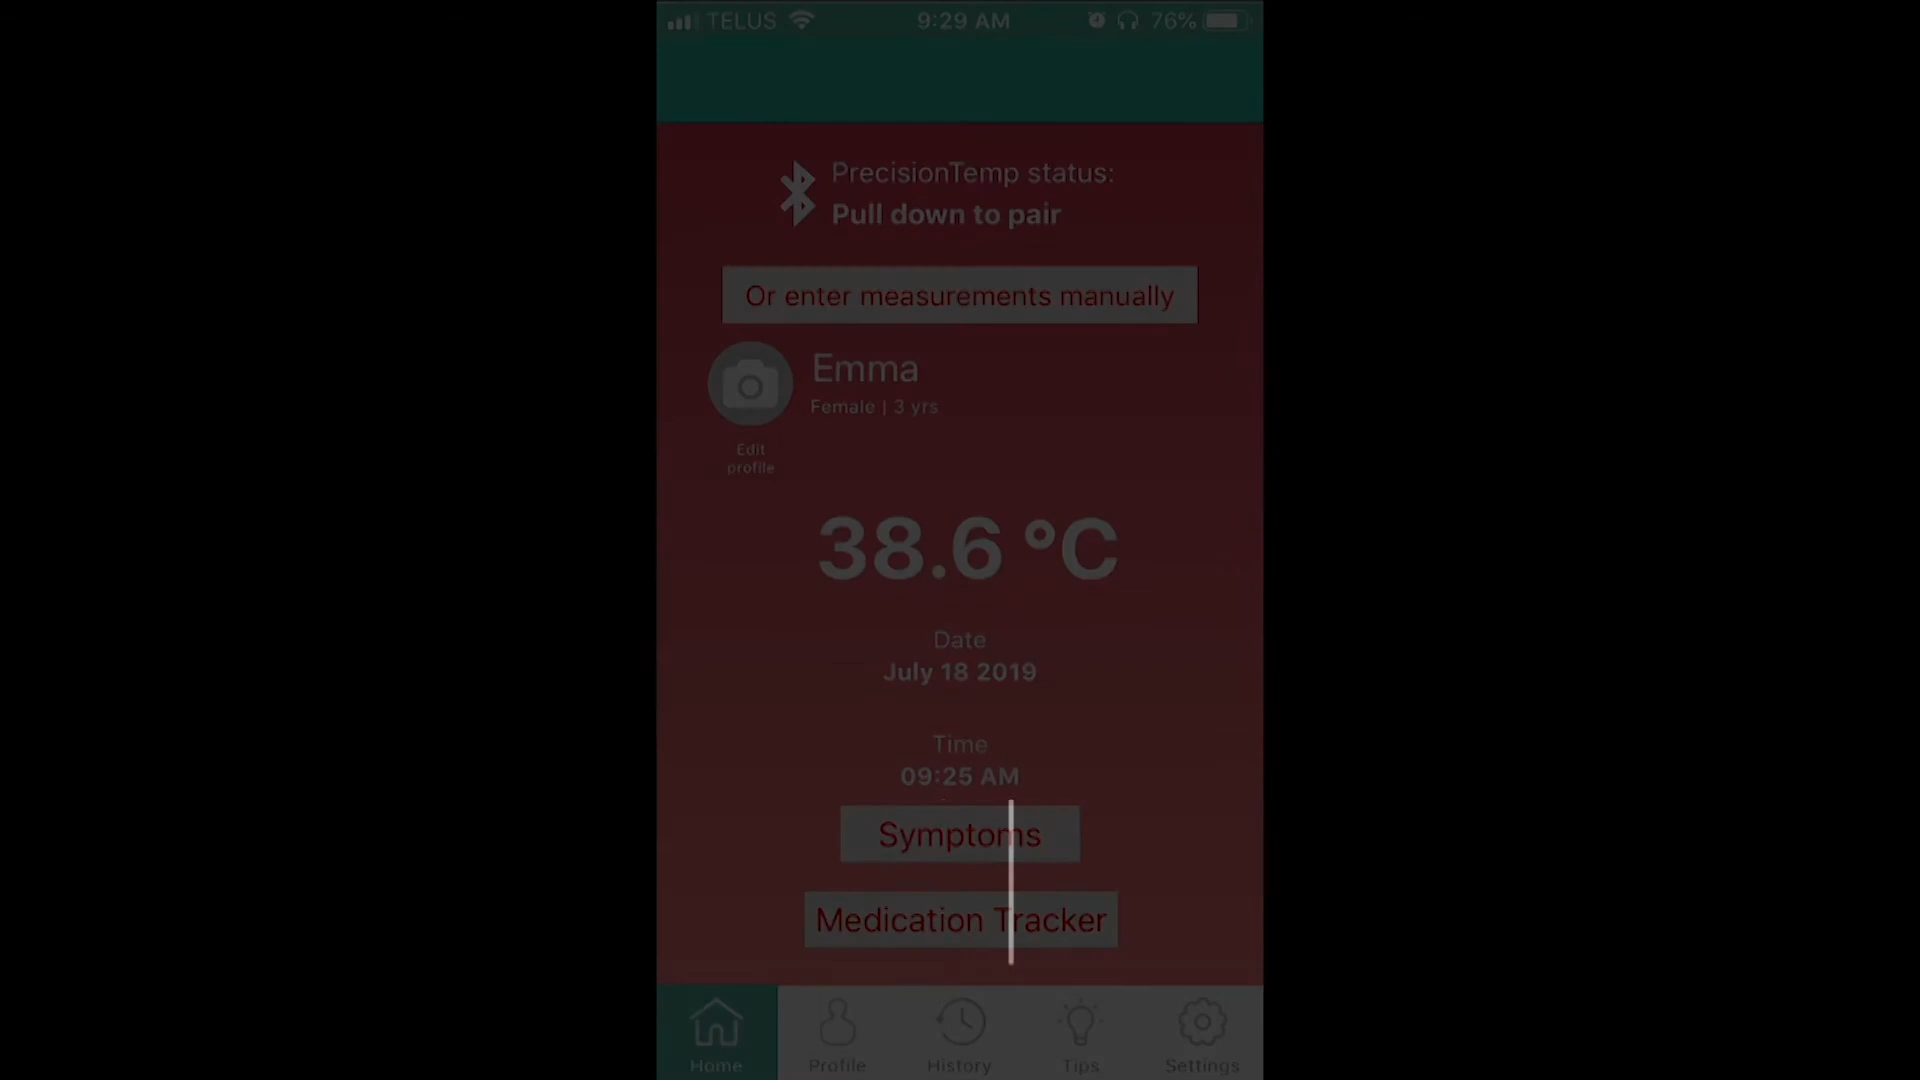 TELUS 9:29 AM 76%
PrecisionTemp status:
Pull down to pair
Or enter measurements manually
Emma
Female | 3 yrs
Edit
profile
38.6 °C
Date
July 18 2019
Time
09:25 AM
Symptoms
Medication Tracker
Home Profile History Tips Settings